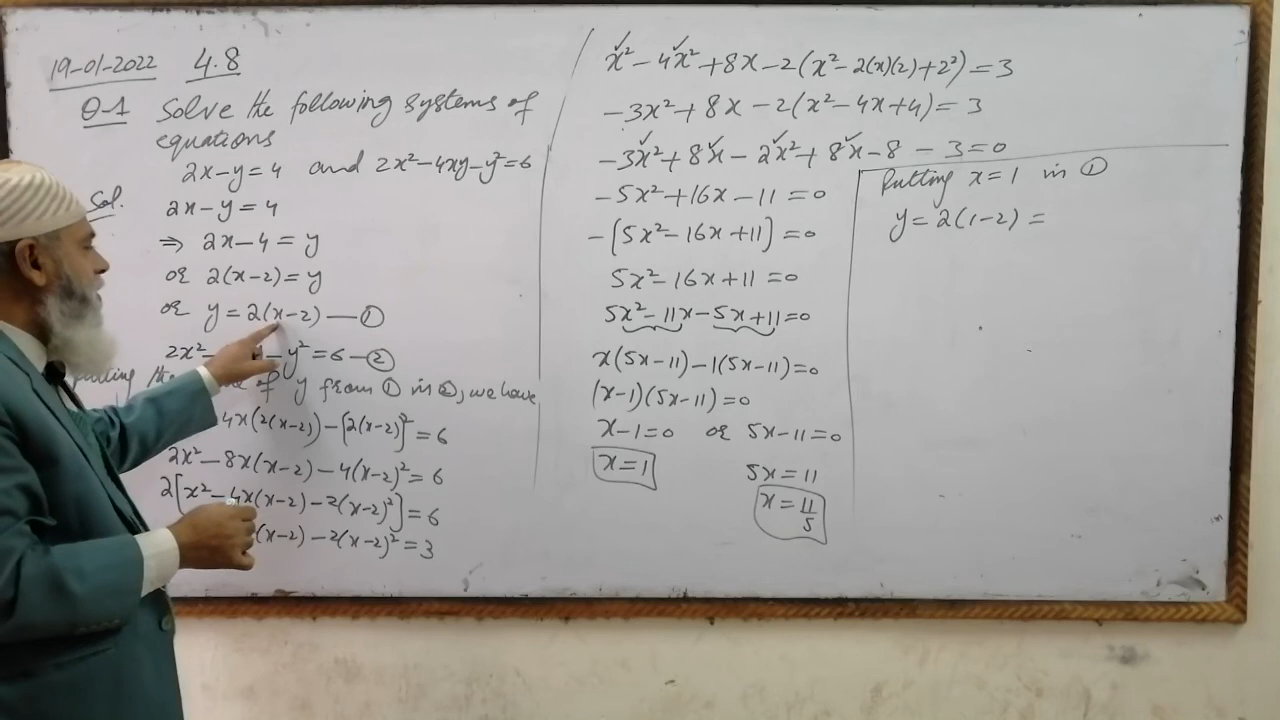 19-01-2022 4.8
Q-1 Solve the following systems of
equations
2x-y=4 and 2x²-4xy-y²=6
Sol.
2x-y=4
⇒ 2x-4=y
or 2(x-2)=y
or y=2(x-2) — ①
2x²- -y²=6 — ②
putting the of y from ① in ②, we have
4x(2(x-2))-[2(x-2)]²=6
2x²-8x(x-2)-4(x-2)²=6
2[x²-4x(x-2)-2(x-2)²]=6
(x-2)-2(x-2)²=3
x²-4x²+8x-2(x²-2(x)(2)+2²)=3
-3x²+8x-2(x²-4x+4)=3
-3x²+8x-2x²+8x-8-3=0
-5x²+16x-11=0
-[5x²-16x+11]=0
5x²-16x+11=0
5x²-11x-5x+11=0
x(5x-11)-1(5x-11)=0
(x-1)(5x-11)=0
x-1=0 or 5x-11=0
x=1 5x=11
x=11/5
Putting x=1 in ①
y=2(1-2)=